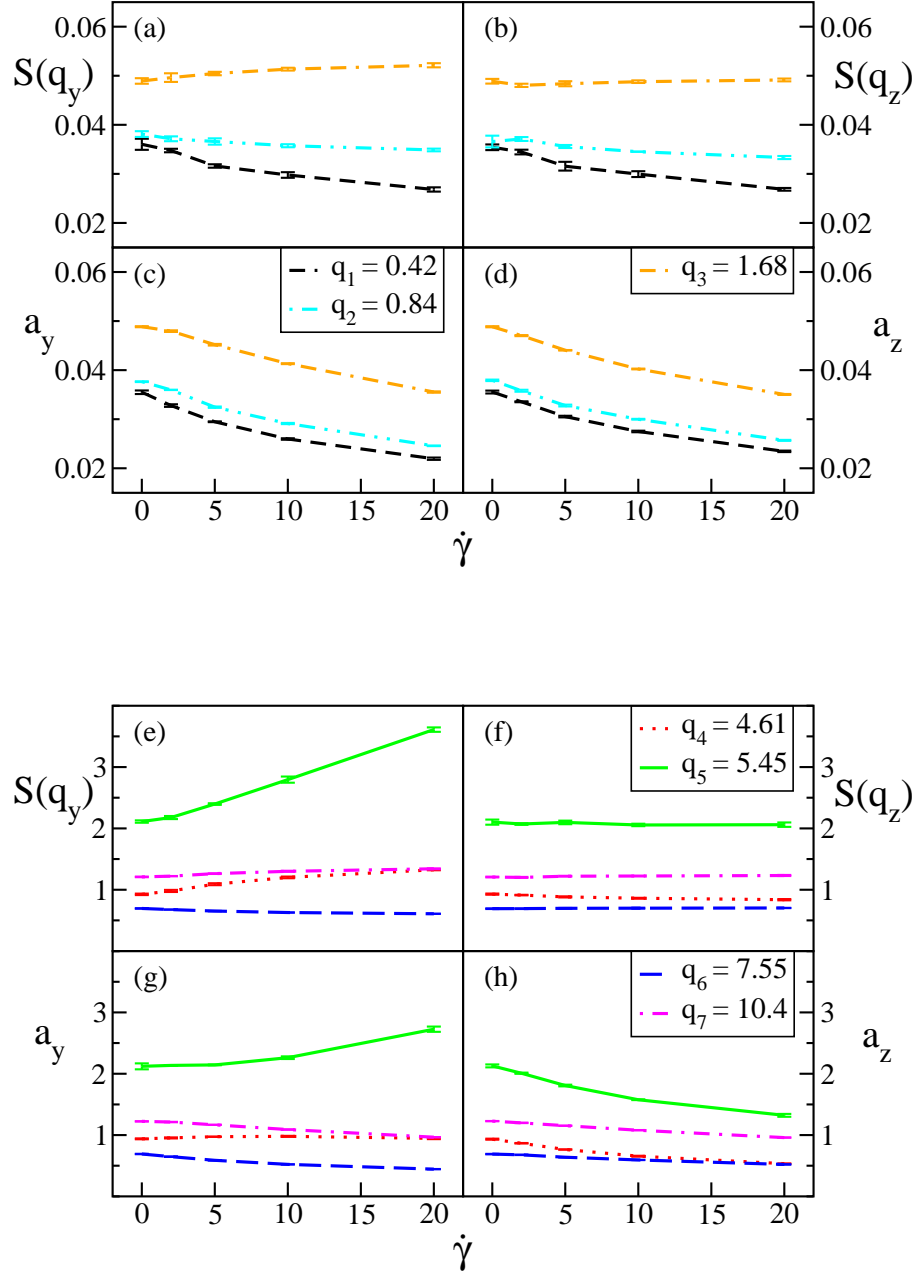 (a) (b)
0.06 0.06
S(q_y) S(q_z)
0.04 0.04
0.02 0.02
(c) q_1 = 0.42 (d) q_3 = 1.68
q_2 = 0.84
0.06 0.06
a_y a_z
0.04 0.04
0.02 0.02
0 5 10 15 20 0 5 10 15 20
γ̇
(e) (f) q_4 = 4.61
q_5 = 5.45
3 3
S(q_y) S(q_z)
2 2
1 1
(g) (h) q_6 = 7.55
q_7 = 10.4
3 3
a_y a_z
2 2
1 1
0 5 10 15 20 0 5 10 15 20
γ̇